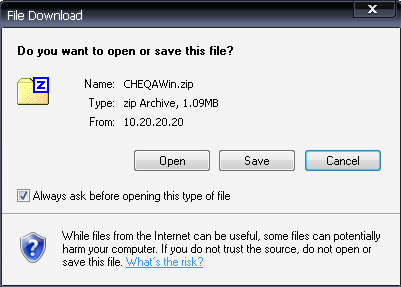 File Download
X
Do you want to open or save this file?
Z
Name: CHEQAWin.zip
Type: zip Archive, 1.09MB
From: 10.20.20.20
Open Save Cancel
Always ask before opening this type of file
While files from the Internet can be useful, some files can potentially
harm your computer. If you do not trust the source, do not open or
save this file. What's the risk?
?